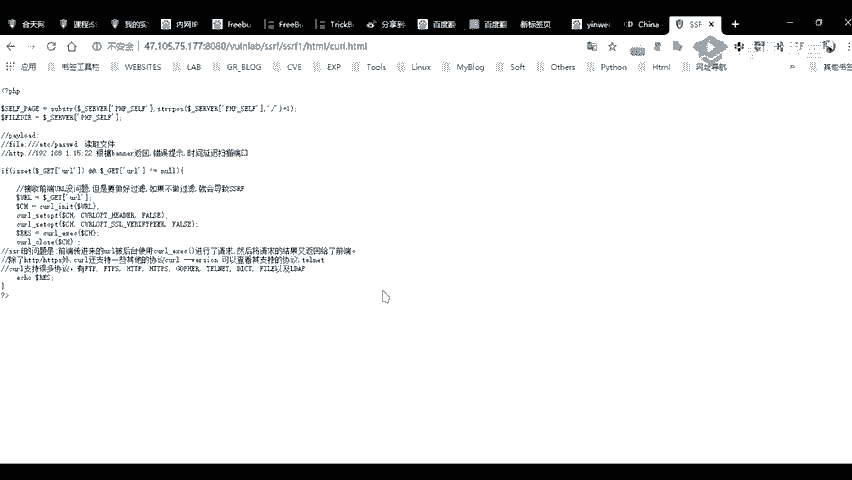 合天网 课程:SS 我的实 内网 Freebu FreeB TrickB 分享到 百度 百度 新标签页 yinwe China SSF
不安全 | 47.105.75.177:8080/vulnlab/ssrf/ssrf1/html/curl.html
应用 书签工具栏 WEBSITES LAB GR_BLOG CVE EXP Tools Linux MyBlog Soft Others Python Html 网址导航 » 其他书签
<?php
$SELF_PAGE = substr($_SERVER['PHP_SELF'],strrpos($_SERVER['PHP_SELF'],'/')+1);
$FILEDIR = $_SERVER['PHP_SELF'];
//payload:
//file:///etc/passwd 读取文件
//http://192.168.1.15:22 根据banner返回,错误提示,时间延迟扫描端口
if(isset($_GET['url']) && $_GET['url'] != null){
//接收前端URL没问题,但是要做好过滤,如果不做过滤,就会导致SSRF
$URL = $_GET['url'];
$CH = curl_init($URL);
curl_setopt($CH, CURLOPT_HEADER, FALSE);
curl_setopt($CH, CURLOPT_SSL_VERIFYPEER, FALSE);
$RES = curl_exec($CH);
curl_close($CH) ;
//ssrf的问题是:前端传进来的url被后台使用curl_exec()进行了请求,然后将请求的结果又返回给了前端。
//除了http/https外,curl还支持一些其他的协议curl --version 可以查看其支持的协议,telnet
//curl支持很多协议，有FTP, FTPS, HTTP, HTTPS, GOPHER, TELNET, DICT, FILE以及LDAP
echo $RES;
}
?>